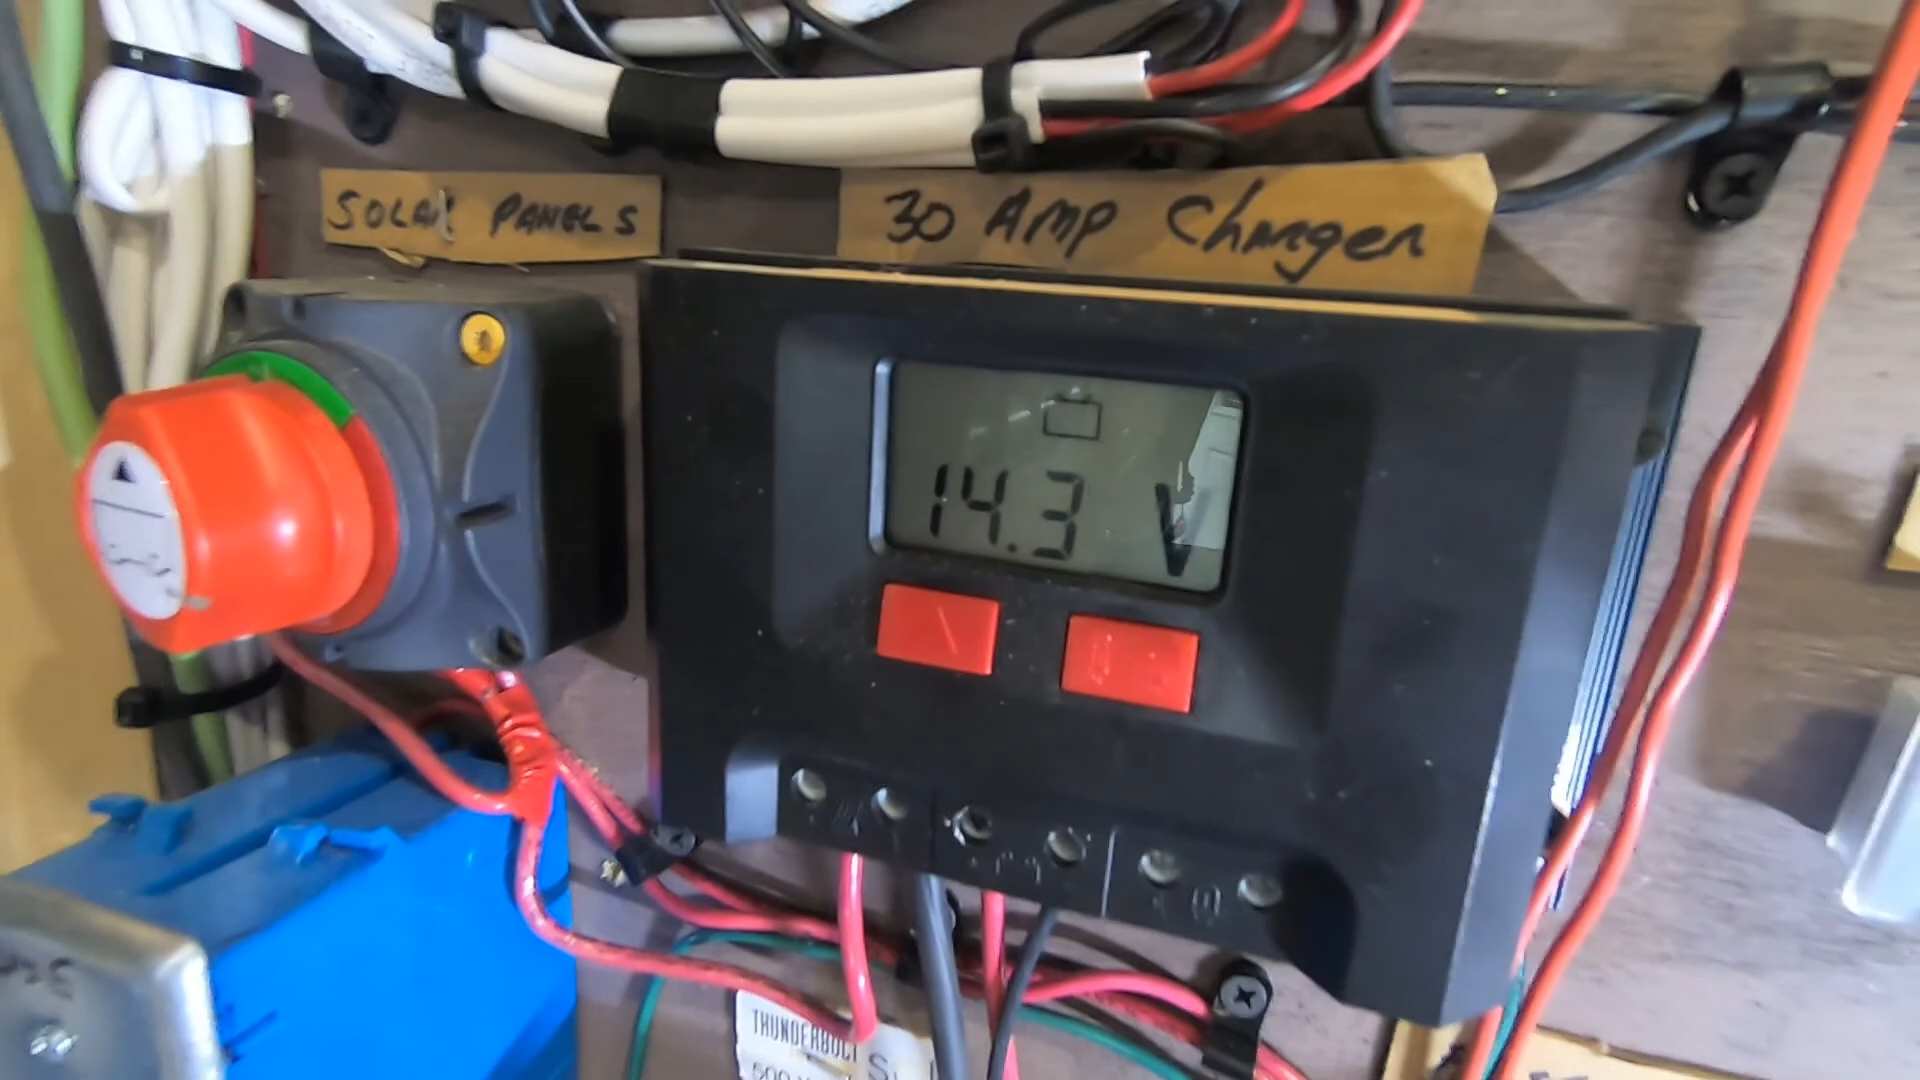 SOLAR PANELS
30 AMP Charger
14.3 V
THUNDERBOLT